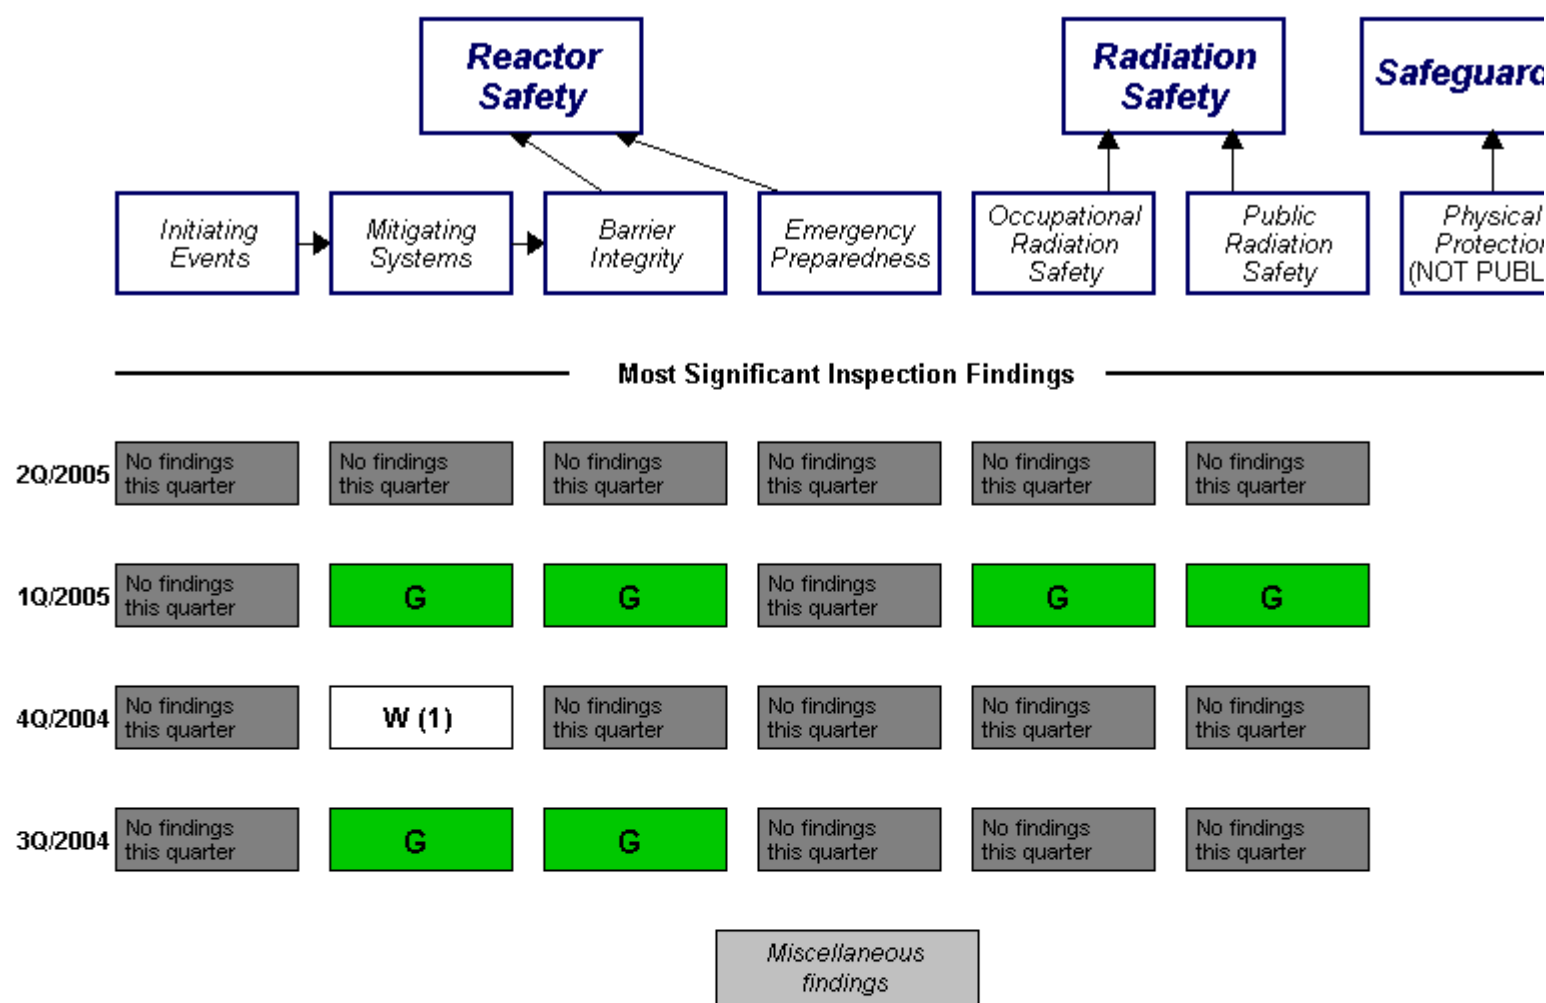 Reactor
Safety
Radiation
Safety
Safeguard
Initiating
Events
Mitigating
Systems
Barrier
Integrity
Emergency
Preparedness
Occupational
Radiation
Safety
Public
Radiation
Safety
Physical
Protection
(NOT PUBL
Most Significant Inspection Findings
2Q/2005
No findings
this quarter
No findings
this quarter
No findings
this quarter
No findings
this quarter
No findings
this quarter
No findings
this quarter
1Q/2005
No findings
this quarter
G
G
No findings
this quarter
G
G
4Q/2004
No findings
this quarter
W (1)
No findings
this quarter
No findings
this quarter
No findings
this quarter
No findings
this quarter
3Q/2004
No findings
this quarter
G
G
No findings
this quarter
No findings
this quarter
No findings
this quarter
Miscellaneous
findings